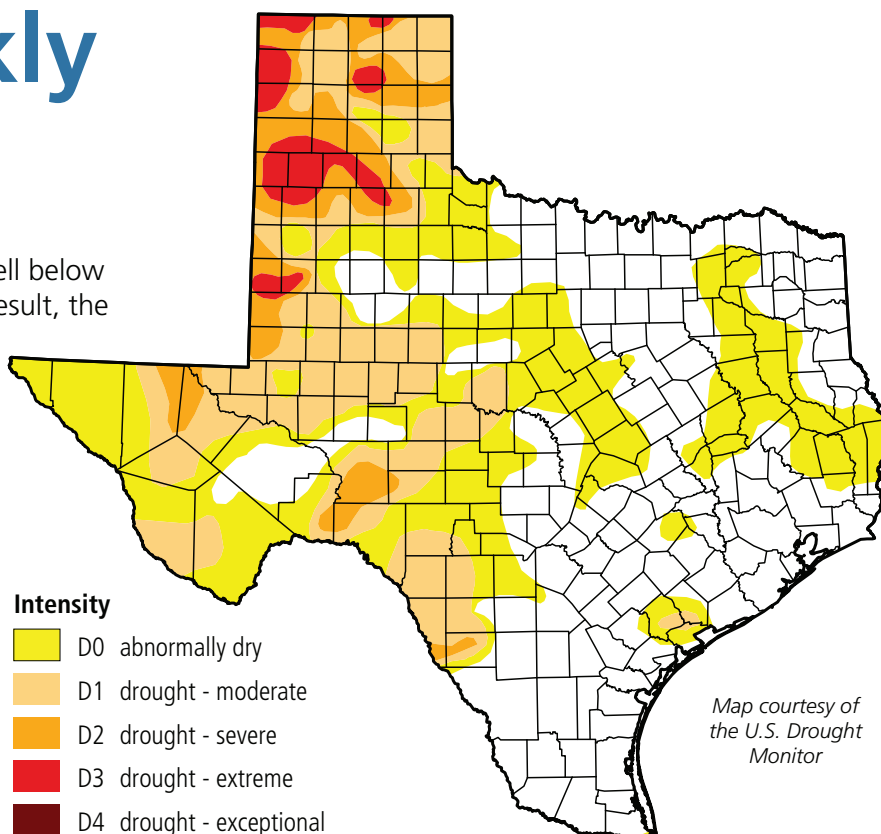 kly
ell below
esult, the
Intensity
D0 abnormally dry
D1 drought - moderate
D2 drought - severe
D3 drought - extreme
D4 drought - exceptional
Map courtesy of
the U.S. Drought
Monitor